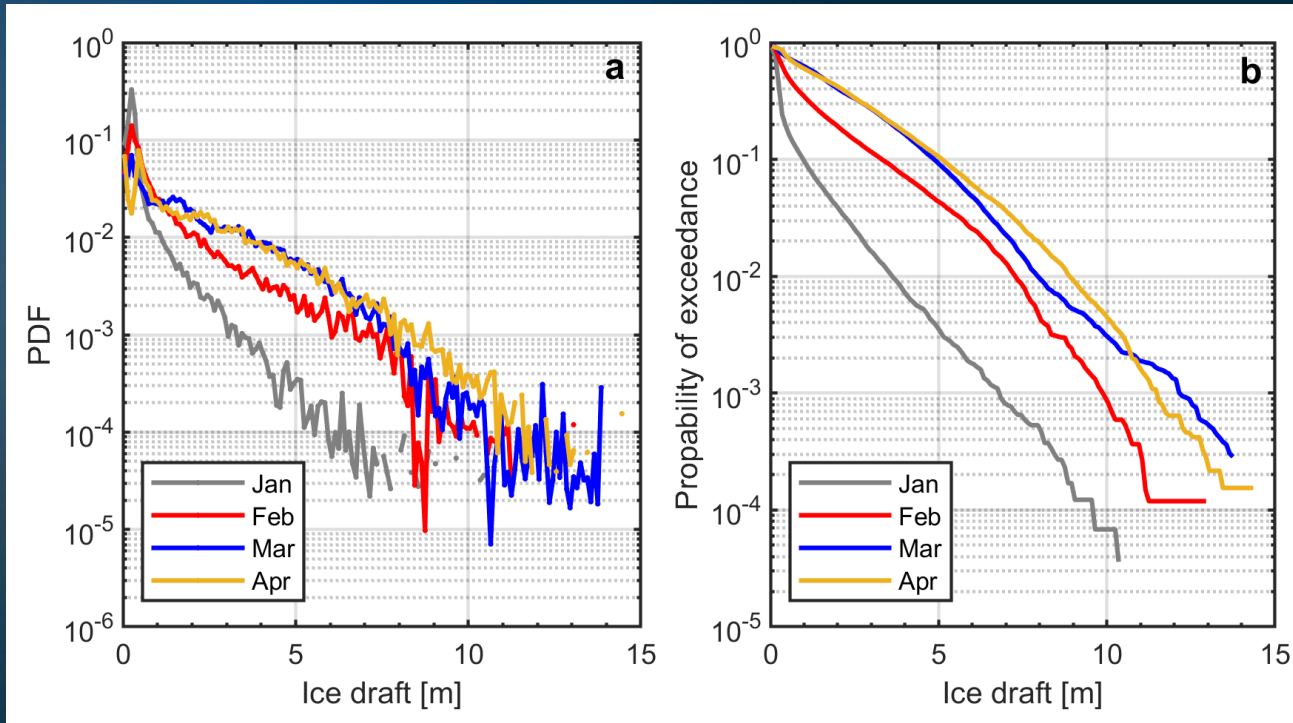 a
10^0
10^-1
10^-2
10^-3
10^-4
10^-5
10^-6
PDF
0 5 10 15
Ice draft [m]
Jan
Feb
Mar
Apr
b
10^0
10^-1
10^-2
10^-3
10^-4
10^-5
Propability of exceedance
0 5 10 15
Ice draft [m]
Jan
Feb
Mar
Apr